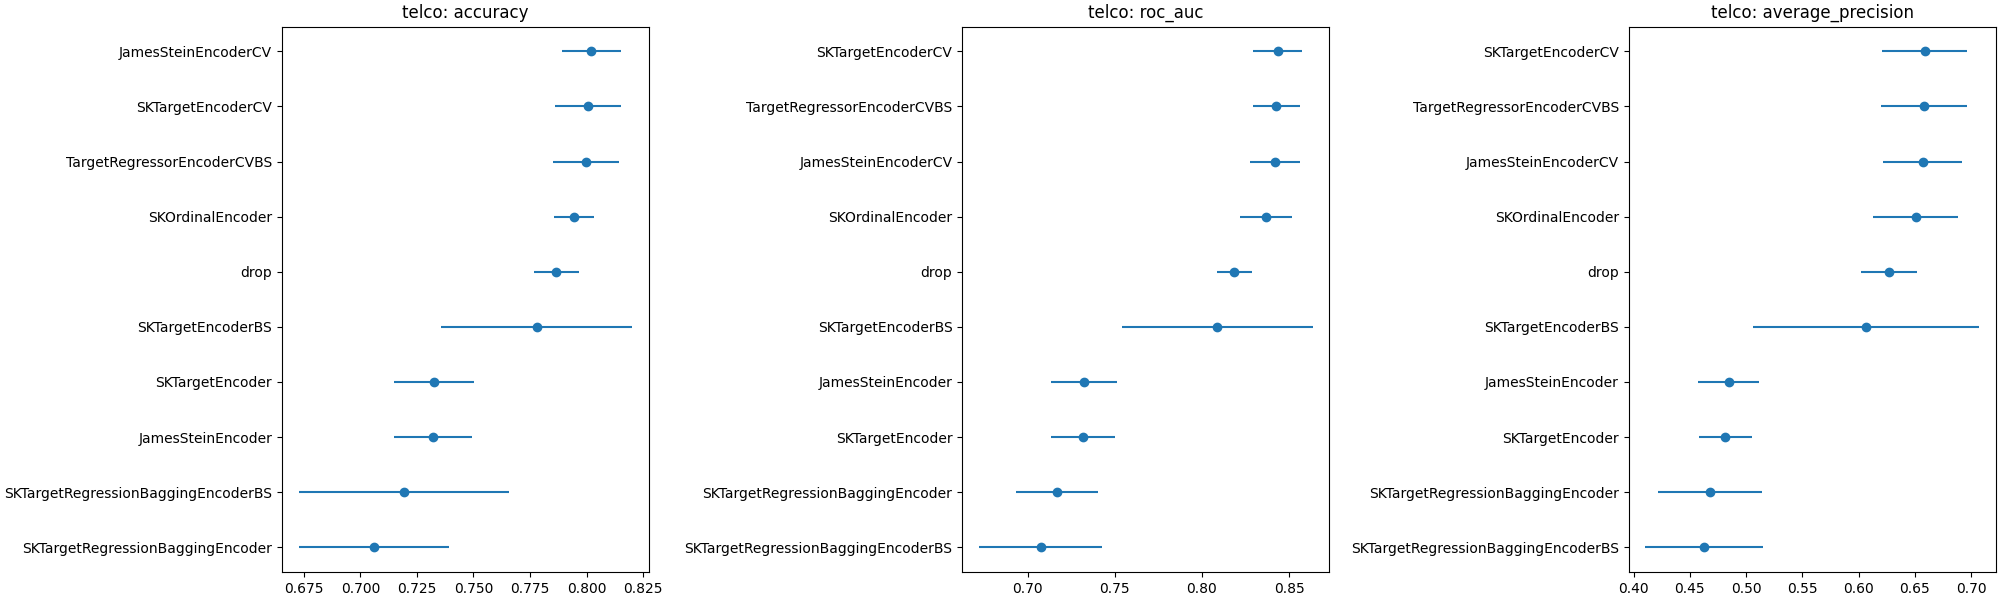 telco: accuracy
JamesSteinEncoderCV
SKTargetEncoderCV
TargetRegressorEncoderCVBS
SKOrdinalEncoder
drop
SKTargetEncoderBS
SKTargetEncoder
JamesSteinEncoder
SKTargetRegressionBaggingEncoderBS
SKTargetRegressionBaggingEncoder
0.675 0.700 0.725 0.750 0.775 0.800 0.825
telco: roc_auc
SKTargetEncoderCV
TargetRegressorEncoderCVBS
JamesSteinEncoderCV
SKOrdinalEncoder
drop
SKTargetEncoderBS
JamesSteinEncoder
SKTargetEncoder
SKTargetRegressionBaggingEncoder
SKTargetRegressionBaggingEncoderBS
0.70 0.75 0.80 0.85
telco: average_precision
SKTargetEncoderCV
TargetRegressorEncoderCVBS
JamesSteinEncoderCV
SKOrdinalEncoder
drop
SKTargetEncoderBS
JamesSteinEncoder
SKTargetEncoder
SKTargetRegressionBaggingEncoder
SKTargetRegressionBaggingEncoderBS
0.40 0.45 0.50 0.55 0.60 0.65 0.70